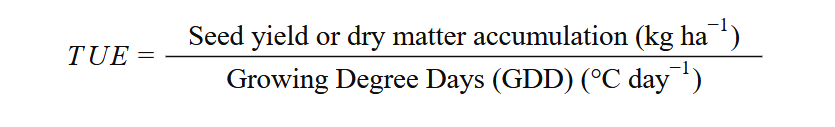 TUE = Seed yield or dry matter accumulation (kg ha⁻¹)
Growing Degree Days (GDD) (°C day⁻¹)